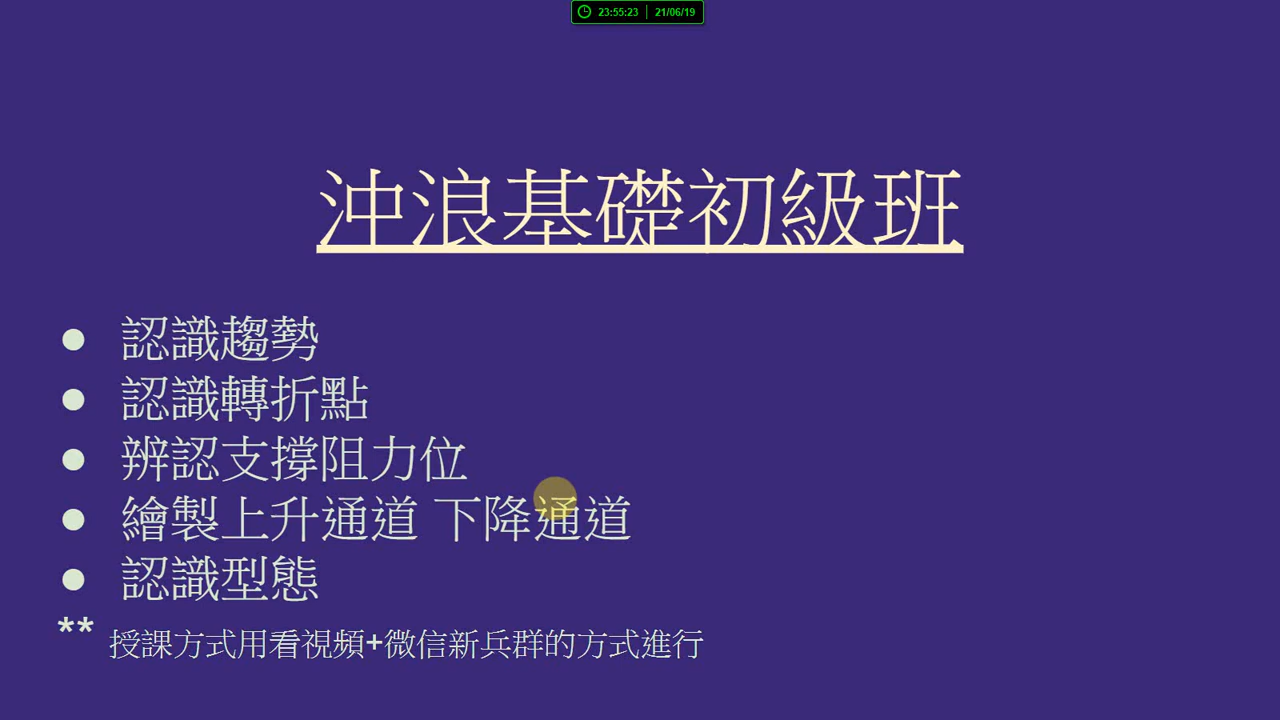 23:55:23 | 21/06/19
沖浪基礎初級班
● 認識趨勢
● 認識轉折點
● 辨認支撐阻力位
● 繪製上升通道 下降通道
● 認識型態
** 授課方式用看視頻+微信新兵群的方式進行